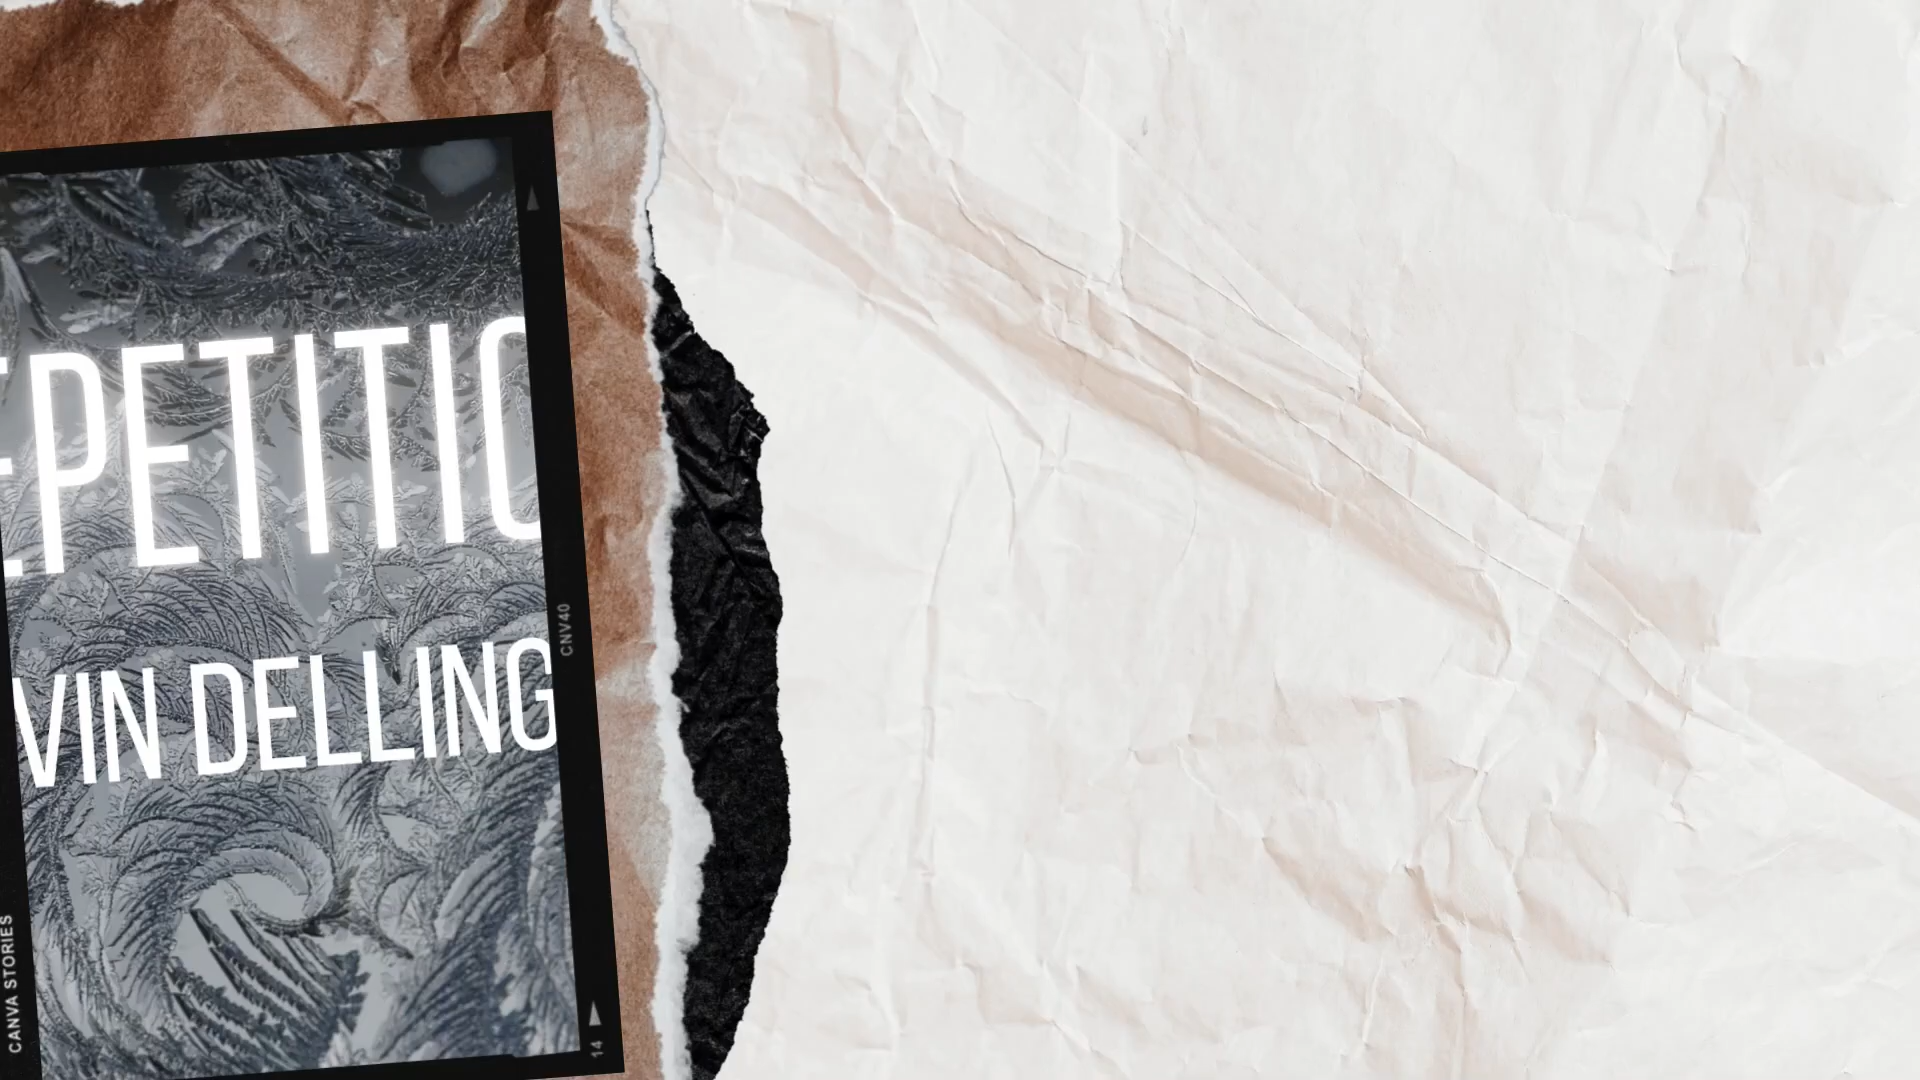 EPETITIO
VIN DELLING
CNV40
CANVA STORIES
14